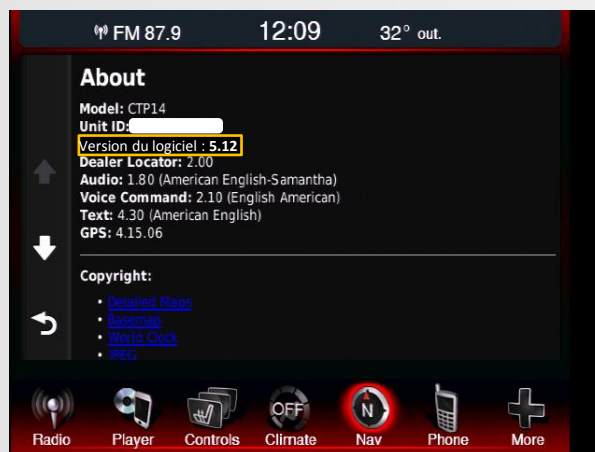 FM 87.9 12:09 32° out.
About
Model: CTP14
Unit ID:
Version du logiciel : 5.12
Dealer Locator: 2.00
Audio: 1.80 (American English-Samantha)
Voice Command: 2.10 (English American)
Text: 4.30 (American English)
GPS: 4.15.06
Copyright:
• Detailed Maps
• Basemap
• World Clock
• JPEG
OFF N
Radio Player Controls Climate Nav Phone More